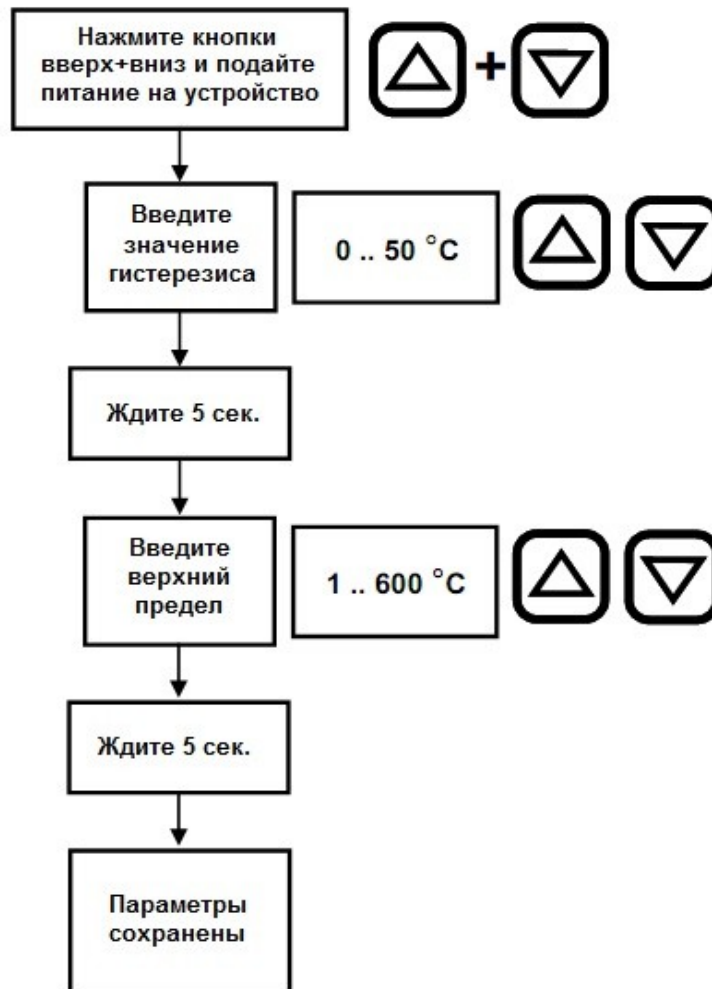 Нажмите кнопки
вверх+вниз и подайте
питание на устройство
+
Введите
значение
гистерезиса
0 .. 50 °C
Ждите 5 сек.
Введите
верхний
предел
1 .. 600 °C
Ждите 5 сек.
Параметры
сохранены